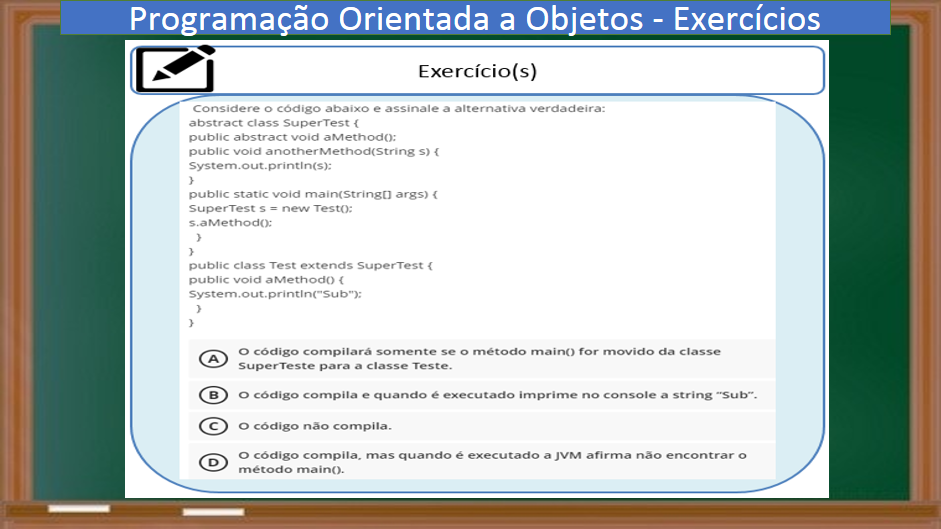 Programação Orientada a Objetos - Exercícios
Exercício(s)
Considere o código abaixo e assinale a alternativa verdadeira:
abstract class SuperTest {
public abstract void aMethod();
public void anotherMethod(String s) {
System.out.println(s);
}
public static void main(String[] args) {
SuperTest s = new Test();
s.aMethod();
}
}
public class Test extends SuperTest {
public void aMethod() {
System.out.println("Sub");
}
}
A O código compilará somente se o método main() for movido da classe
SuperTeste para a classe Teste.
B O código compila e quando é executado imprime no console a string "Sub".
C O código não compila.
D O código compila, mas quando é executado a JVM afirma não encontrar o
método main().